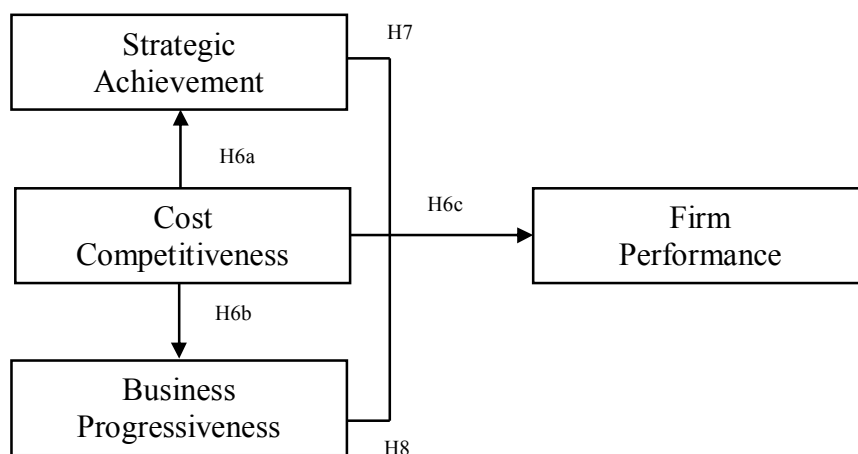 Strategic
Achievement
H7
H6a
Cost
Competitiveness
H6c
Firm
Performance
H6b
Business
Progressiveness
H8